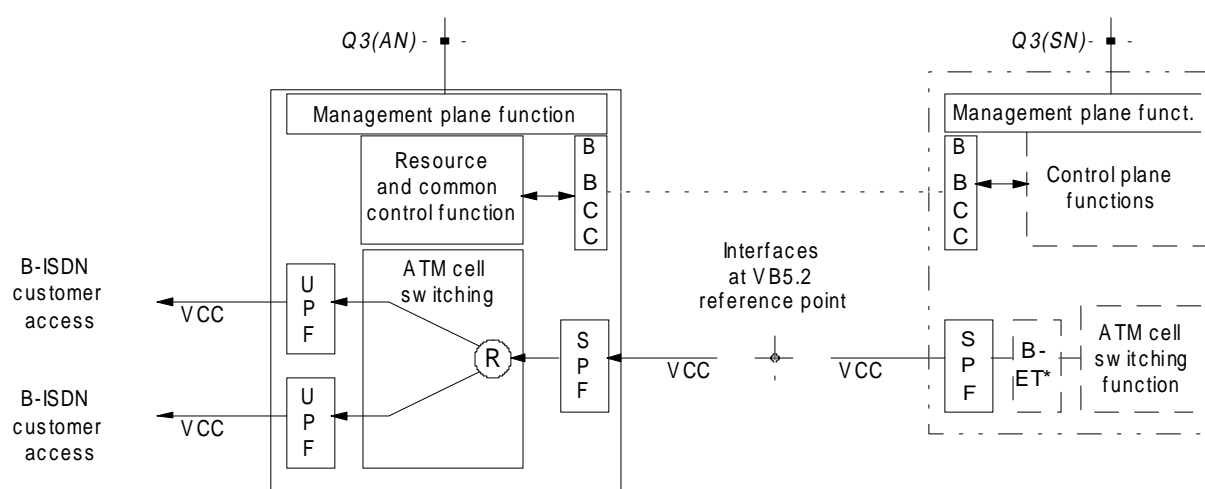 Q3(AN)
Q3(SN)
Management plane function
Management plane funct.
Resource
and common
control function
B
B
C
C
B
B
C
C
Control plane
functions
B-ISDN
customer
access
VCC
U
P
F
ATM cell
switching
R
S
P
F
VCC
Interfaces
at VB5.2
reference point
VCC
S
P
F
B-
ET*
ATM cell
switching
function
B-ISDN
customer
access
VCC
U
P
F